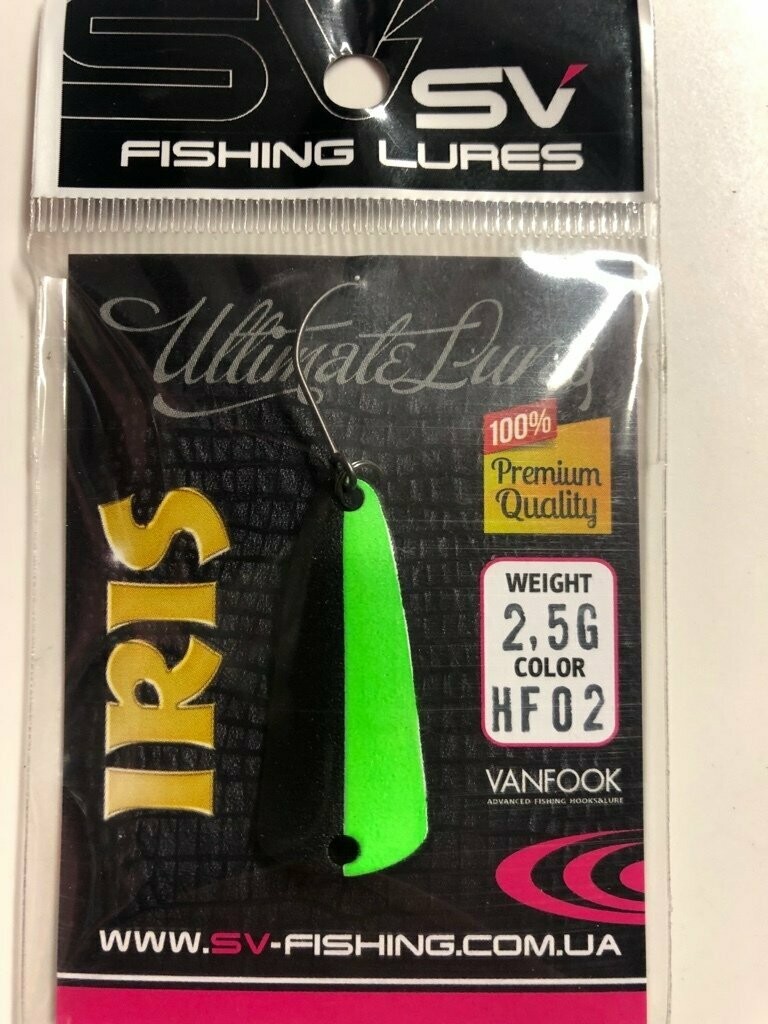 SV
SV
FISHING LURES
Ultimate Lures
100%
Premium
Quality
IRIS
WEIGHT
2,5G
COLOR
HF02
VANFOOK
ADVANCED FISHING HOOKS&LURE
WWW.SV-FISHING.COM.UA